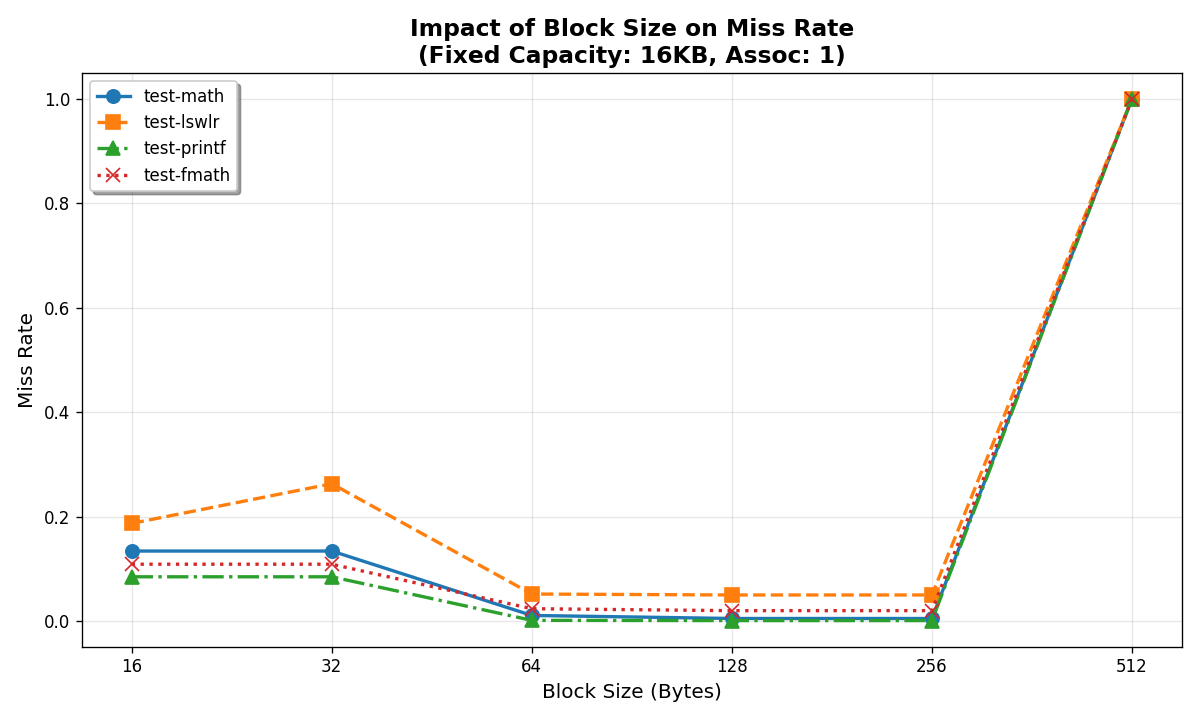 Impact of Block Size on Miss Rate
(Fixed Capacity: 16KB, Assoc: 1)
test-math
test-lswlr
test-printf
test-fmath
Miss Rate
1.0
0.8
0.6
0.4
0.2
0.0
16 32 64 128 256 512
Block Size (Bytes)